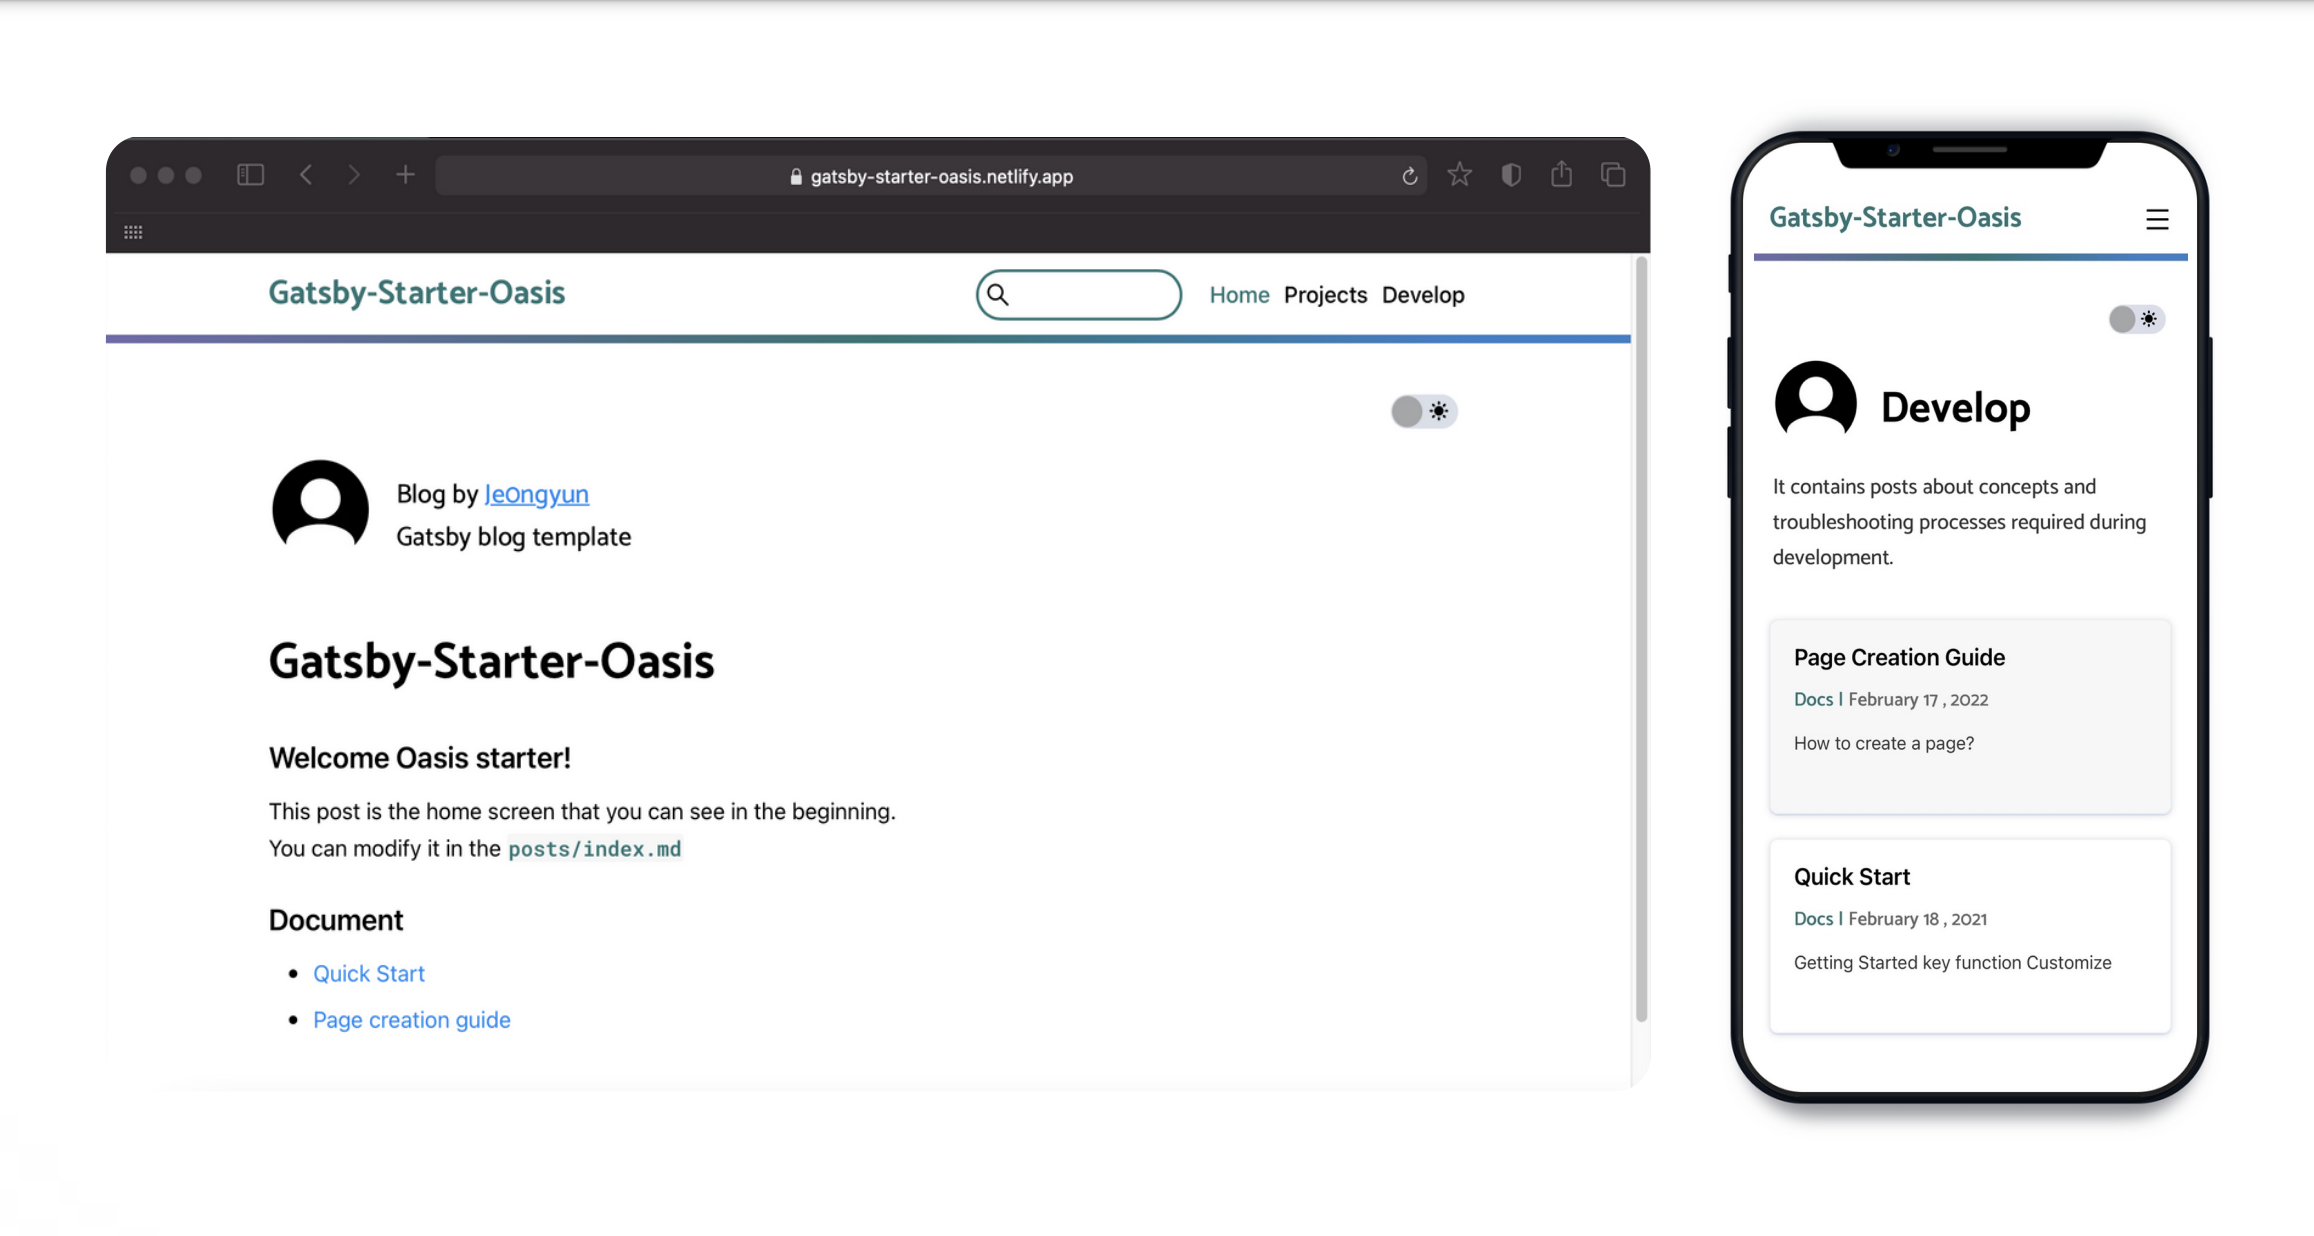 gatsby-starter-oasis.netlify.app
Gatsby-Starter-Oasis
Home Projects Develop
Blog by Je0ngyun
Gatsby blog template
Gatsby-Starter-Oasis
Welcome Oasis starter!
This post is the home screen that you can see in the beginning.
You can modify it in the posts/index.md
Document
Quick Start
Page creation guide
Gatsby-Starter-Oasis
Develop
It contains posts about concepts and
troubleshooting processes required during
development.
Page Creation Guide
Docs | February 17 , 2022
How to create a page?
Quick Start
Docs | February 18 , 2021
Getting Started key function Customize